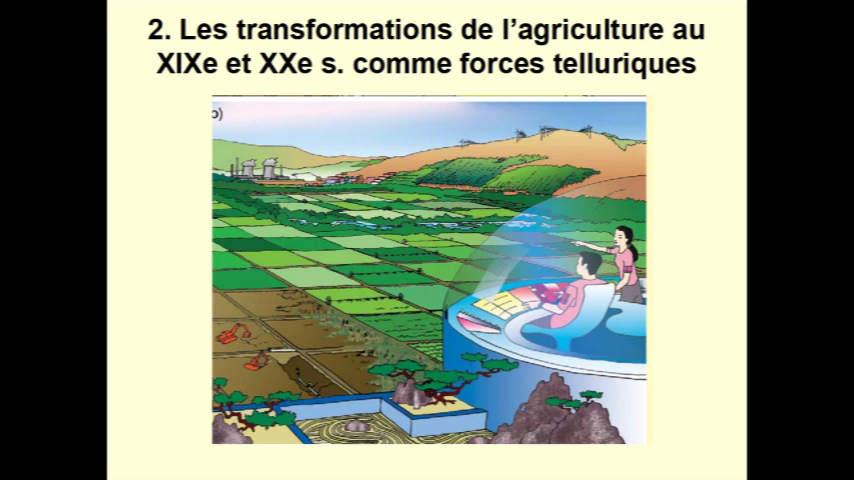 2. Les transformations de l’agriculture au
XIXe et XXe s. comme forces telluriques
b)